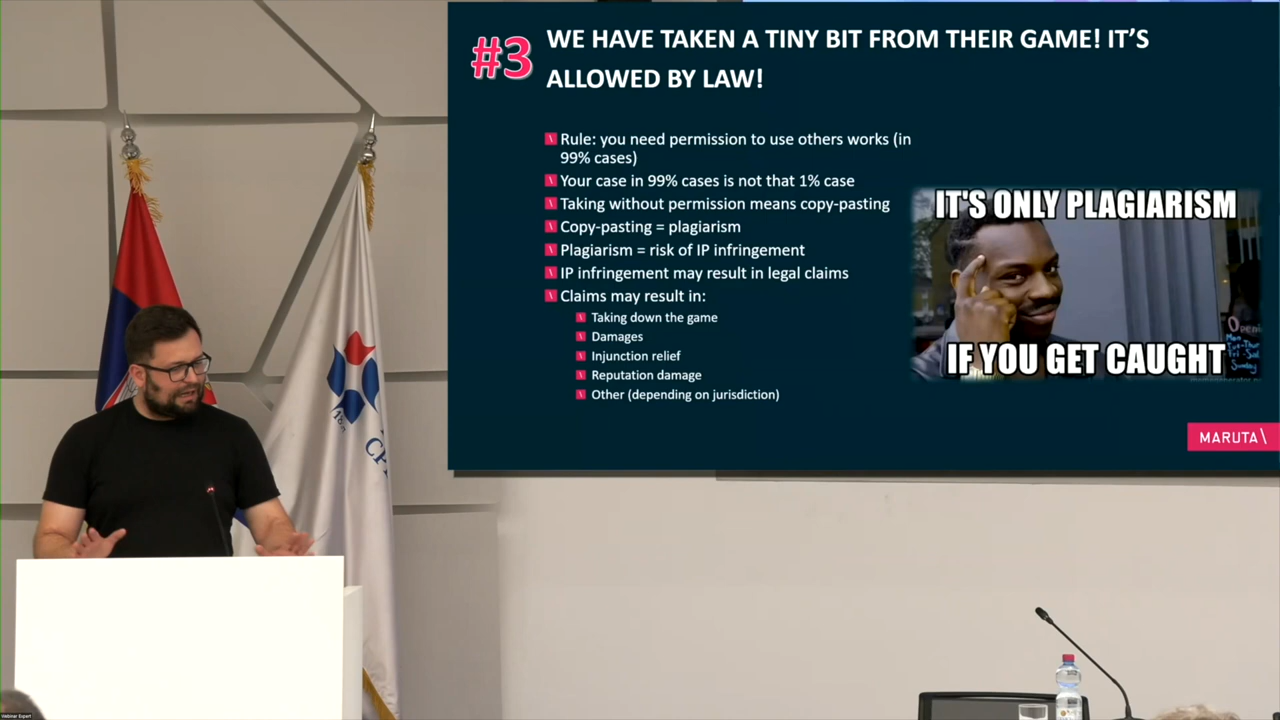 #3
WE HAVE TAKEN A TINY BIT FROM THEIR GAME! IT'S
ALLOWED BY LAW!
Rule: you need permission to use others works (in
99% cases)
Your case in 99% cases is not that 1% case
Taking without permission means copy-pasting
Copy-pasting = plagiarism
Plagiarism = risk of IP infringement
IP infringement may result in legal claims
Claims may result in:
Taking down the game
Damages
Injunction relief
Reputation damage
Other (depending on jurisdiction)
IT'S ONLY PLAGIARISM
IF YOU GET CAUGHT
MARUTA\
Webinar Expert